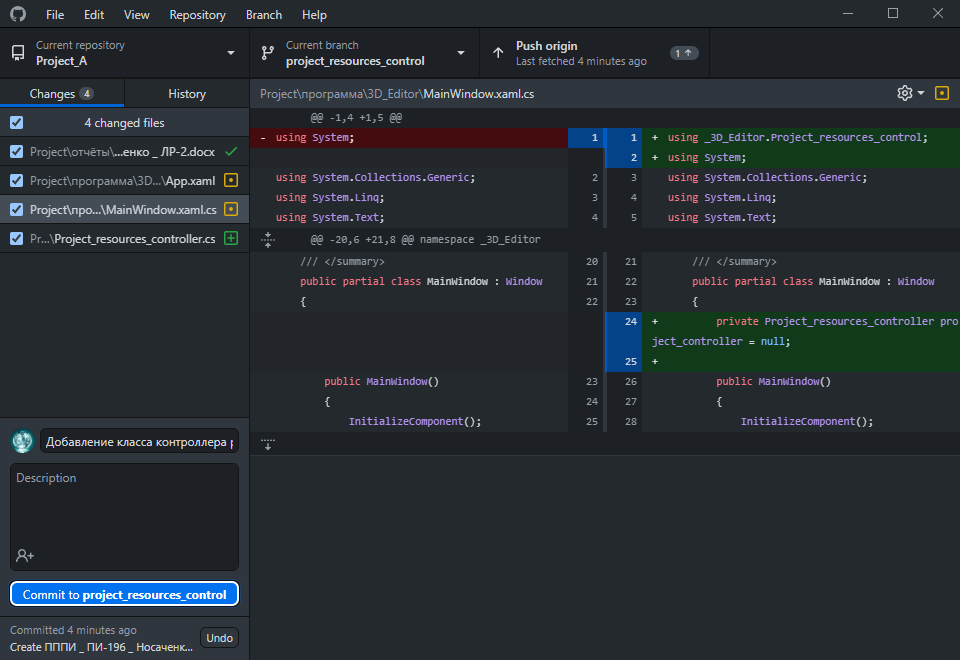 File Edit View Repository Branch Help
Current repository
Project_A
Current branch
project_resources_control
Push origin
Last fetched 4 minutes ago
1
Changes 4
History
4 changed files
Project\отчёты\...енко _ ЛР-2.docx
Project\программа\3D...\App.xaml
Project\про...\MainWindow.xaml.cs
Pr...\Project_resources_controller.cs
Добавление класса контроллера р
Description
Commit to project_resources_control
Committed 4 minutes ago
Create ПППИ _ ПИ-196 _ Носаченк...
Undo
Project\программа\3D_Editor\MainWindow.xaml.cs
@@ -1,4 +1,5 @@
- using System; 1 1 + using _3D_Editor.Project_resources_control;
2 + using System;
using System.Collections.Generic; 2 3 using System.Collections.Generic;
using System.Linq; 3 4 using System.Linq;
using System.Text; 4 5 using System.Text;
@@ -20,6 +21,8 @@ namespace _3D_Editor
/// </summary> 20 21 /// </summary>
public partial class MainWindow : Window 21 22 public partial class MainWindow : Window
{ 22 23 {
24 + private Project_resources_controller pro
ject_controller = null;
25 +
public MainWindow() 23 26 public MainWindow()
{ 24 27 {
InitializeComponent(); 25 28 InitializeComponent();